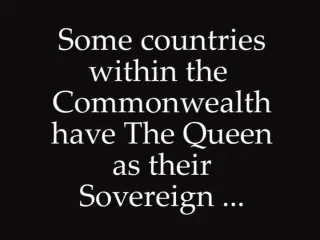 Some countries
within the
Commonwealth
have The Queen
as their
Sovereign ...